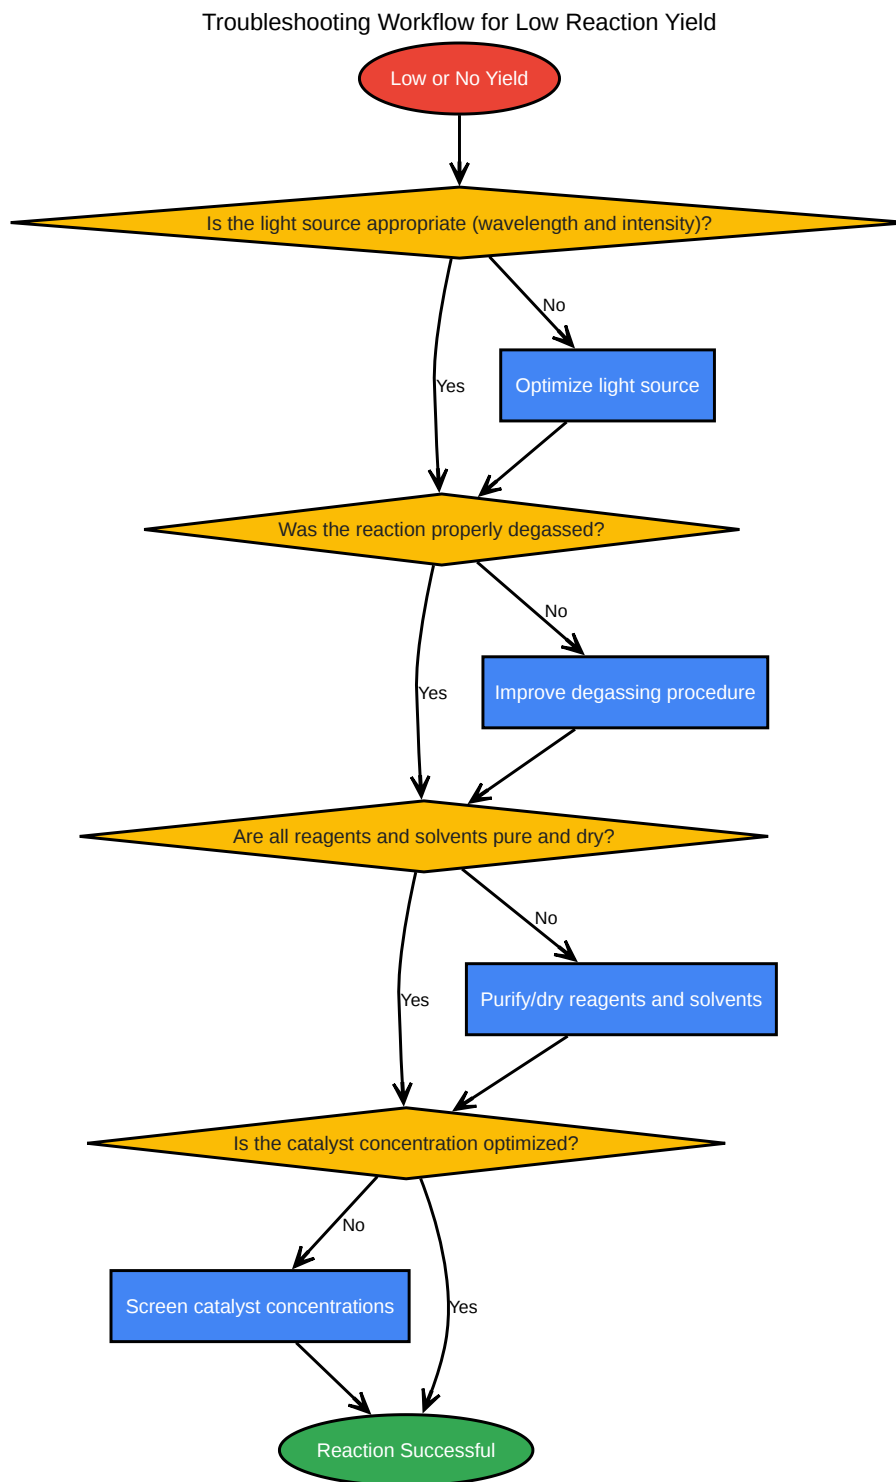 Troubleshooting Workflow for Low Reaction Yield
Low or No Yield
Is the light source appropriate (wavelength and intensity)?
No
Optimize light source
Yes
Was the reaction properly degassed?
No
Improve degassing procedure
Yes
Are all reagents and solvents pure and dry?
No
Purify/dry reagents and solvents
Yes
Is the catalyst concentration optimized?
No
Screen catalyst concentrations
Yes
Reaction Successful